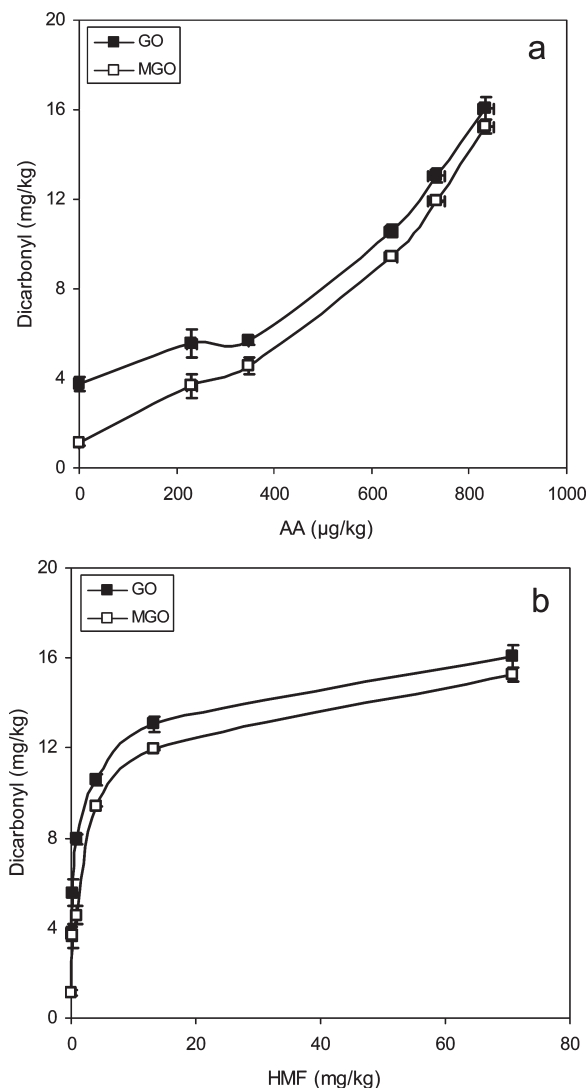 20
16
12
8
4
0
Dicarbonyl (mg/kg)
GO
MGO
a
0 200 400 600 800 1000
AA (µg/kg)
20
16
12
8
4
0
Dicarbonyl (mg/kg)
GO
MGO
b
0 20 40 60 80
HMF (mg/kg)